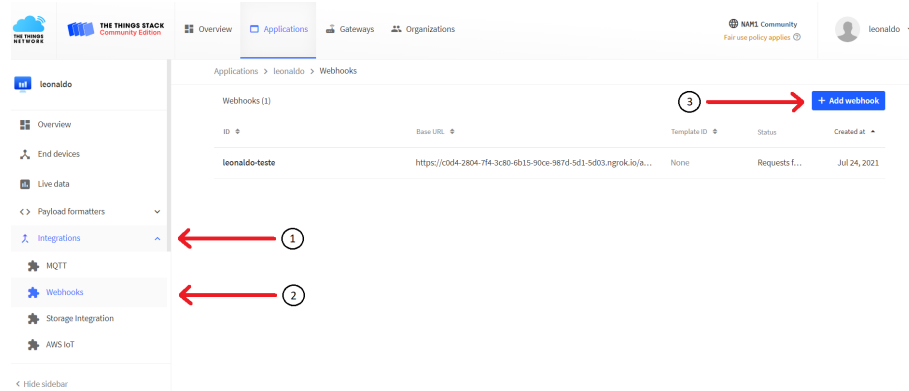 THE THINGS NETWORK
THE THINGS STACK
Community Edition
Overview
Applications
Gateways
Organizations
NAM1 Community
Fair use policy applies
leonaldo
leonaldo
Overview
End devices
Live data
Payload formatters
Integrations
MQTT
Webhooks
Storage Integration
AWS IoT
< Hide sidebar
Applications > leonaldo > Webhooks
Webhooks (1)
3
+ Add webhook
ID Base URL Template ID Status Created at
leonaldo-teste https://c0d4-2804-7f4-3c80-6b15-90ce-987d-5d1-5d03.ngrok.io/a... None Requests f... Jul 24, 2021
1
2